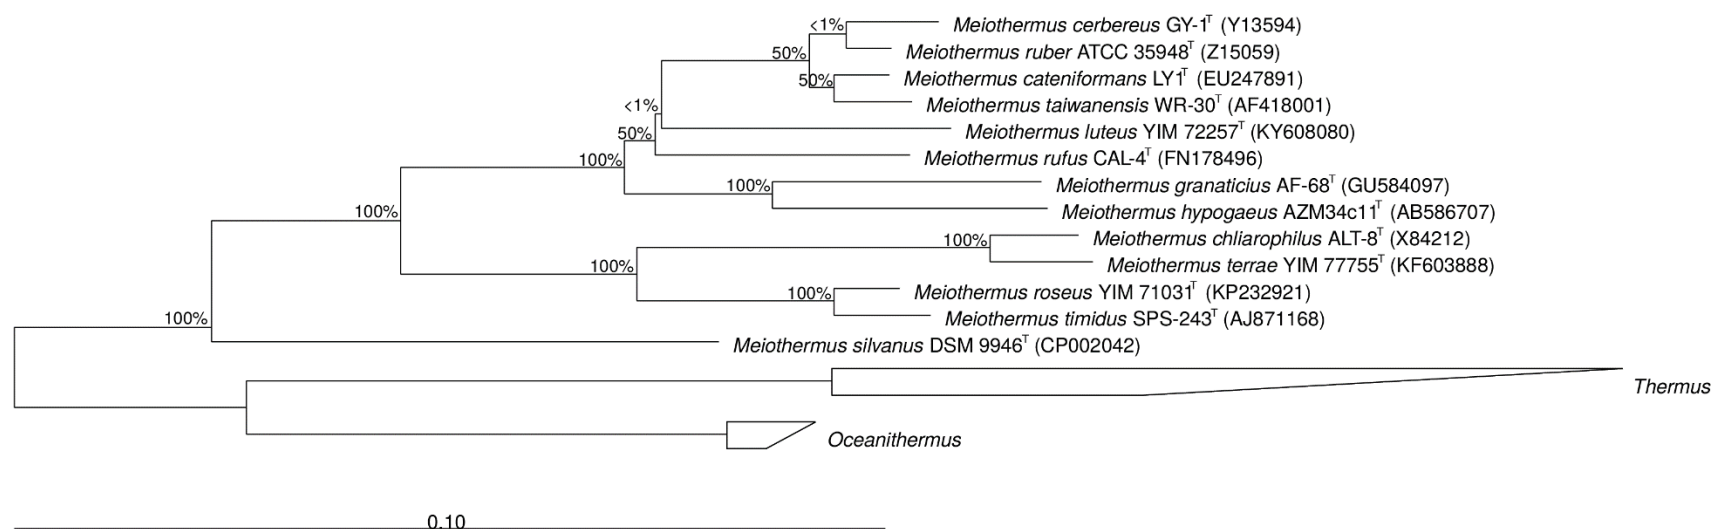 <1%
Meiothermus cerbereus GY-1T (Y13594)
50%
Meiothermus ruber ATCC 35948T (Z15059)
50%
Meiothermus cateniformans LY1T (EU247891)
<1%
Meiothermus taiwanensis WR-30T (AF418001)
50%
Meiothermus luteus YIM 72257T (KY608080)
100%
Meiothermus rufus CAL-4T (FN178496)
100%
Meiothermus granaticius AF-68T (GU584097)
100%
Meiothermus hypogaeus AZM34c11T (AB586707)
100%
Meiothermus chliarophilus ALT-8T (X84212)
100%
Meiothermus terrae YIM 77755T (KF603888)
100%
Meiothermus roseus YIM 71031T (KP232921)
100%
Meiothermus timidus SPS-243T (AJ871168)
Meiothermus silvanus DSM 9946T (CP002042)
Thermus
Oceanithermus
0.10